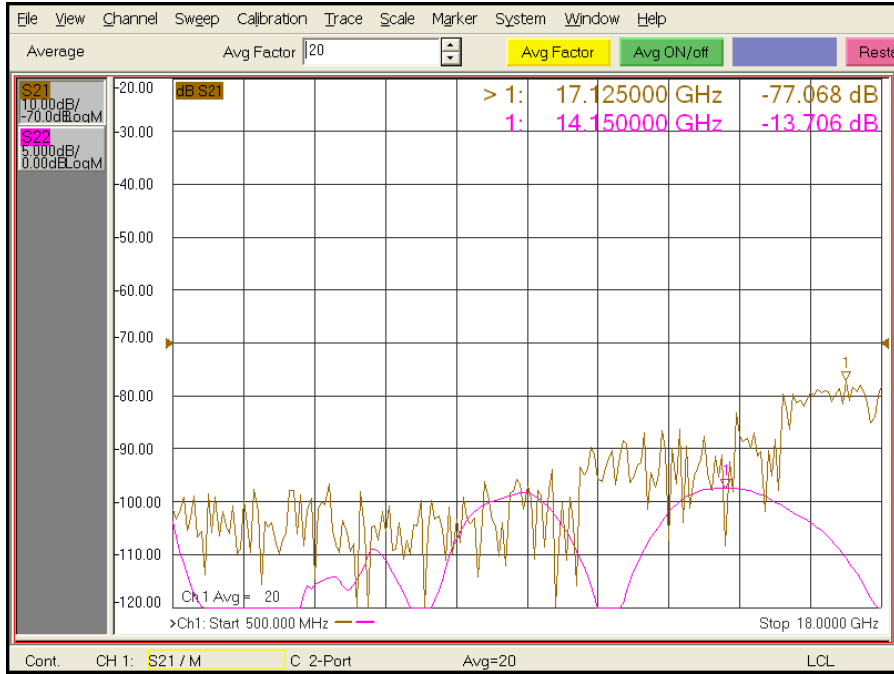 File View Channel Sweep Calibration Trace Scale Marker System Window Help
Average Avg Factor 20 Avg Factor Avg ON/off Reste
S21
10.00dB/
-70.0dB LogM
S22
5.000dB/
0.00dB LogM
dB S21
> 1: 17.125000 GHz -77.068 dB
1: 14.150000 GHz -13.706 dB
-20.00
-30.00
-40.00
-50.00
-60.00
-70.00
-80.00
-90.00
-100.00
-110.00
-120.00
1
1
Ch 1 Avg = 20
>Ch1: Start 500.000 MHz
Stop 18.0000 GHz
Cont. CH 1: S21 / M C 2-Port Avg=20 LCL